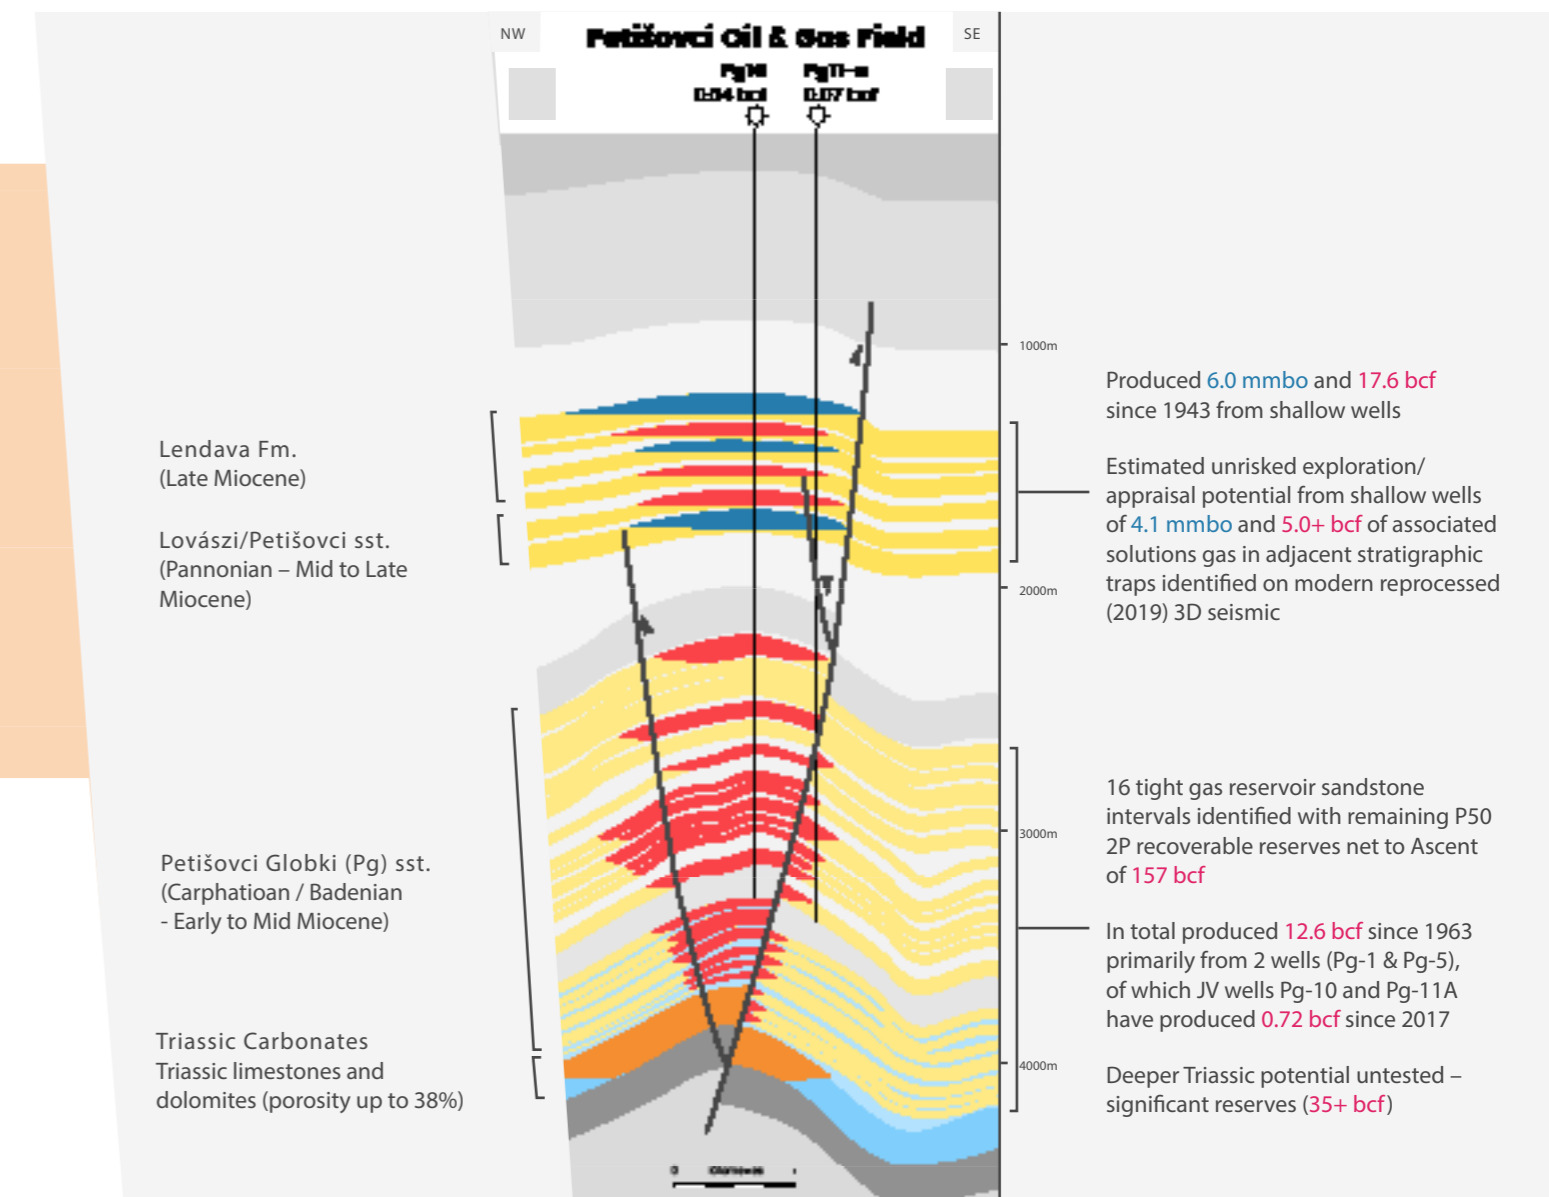 NW
Petišovci Oil & Gas Field
SE
Pg10
Pg11-a
0.07 bcf
1000m
2000m
3000m
4000m
Lendava Fm.
(Late Miocene)
Lovászi/Petišovci sst.
(Pannonian – Mid to Late
Miocene)
Petišovci Globki (Pg) sst.
(Carphatioan / Badenian
- Early to Mid Miocene)
Triassic Carbonates
Triassic limestones and
dolomites (porosity up to 38%)
Produced 6.0 mmbo and 17.6 bcf
since 1943 from shallow wells
Estimated unrisked exploration/
appraisal potential from shallow wells
of 4.1 mmbo and 5.0+ bcf of associated
solutions gas in adjacent stratigraphic
traps identified on modern reprocessed
(2019) 3D seismic
16 tight gas reservoir sandstone
intervals identified with remaining P50
2P recoverable reserves net to Ascent
of 157 bcf
In total produced 12.6 bcf since 1963
primarily from 2 wells (Pg-1 & Pg-5),
of which JV wells Pg-10 and Pg-11A
have produced 0.72 bcf since 2017
Deeper Triassic potential untested –
significant reserves (35+ bcf)
0